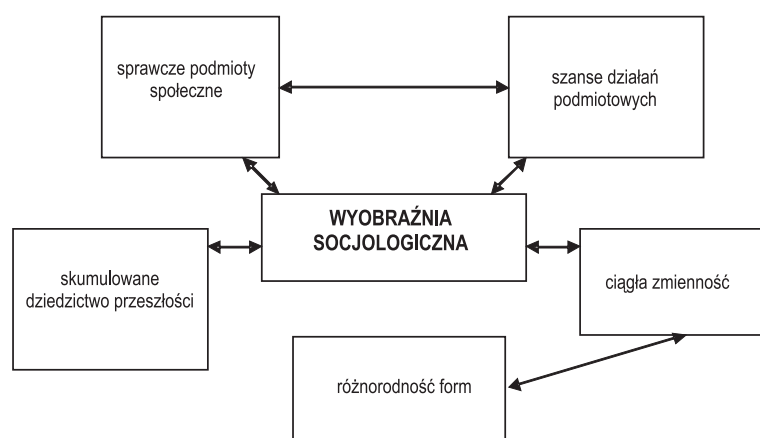 sprawcze podmioty
społeczne
szanse działań
podmiotowych
WYOBRAŹNIA
SOCJOLOGICZNA
skumulowane
dziedzictwo przeszłości
ciągła zmienność
różnorodność form